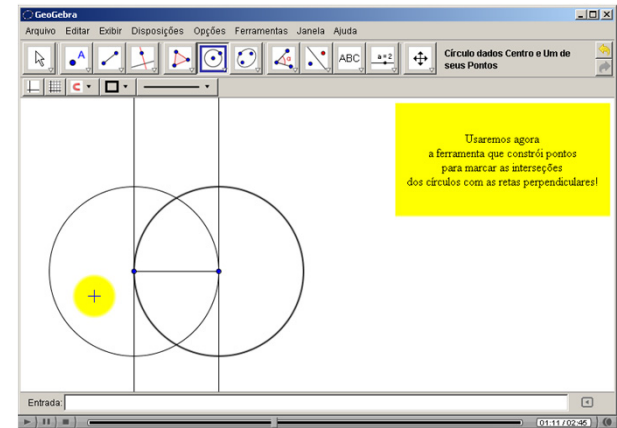 GeoGebra
Arquivo Editar Exibir Disposições Opções Ferramentas Janela Ajuda
A
α
ABC
a=2
Círculo dados Centro e Um de
seus Pontos
Usaremos agora
a ferramenta que constrói pontos
para marcar as interseções
dos círculos com as retas perpendiculares!
Entrada:
01:11 / 02:46